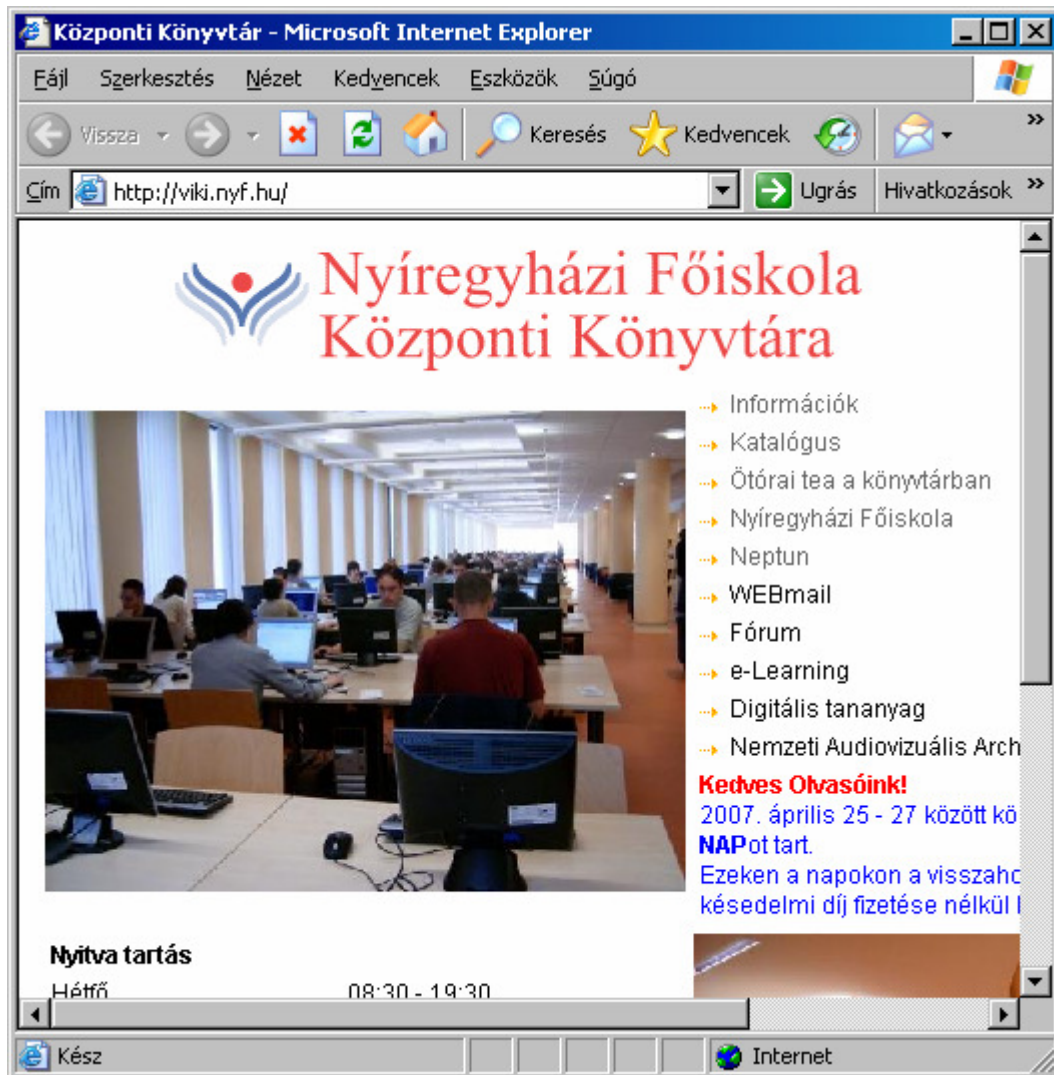 Központi Könyvtár - Microsoft Internet Explorer
Fájl Szerkesztés Nézet Kedvencek Eszközök Súgó
Vissza Keresés Kedvencek
Cím http://viki.nyf.hu/ Ugrás Hivatkozások
Nyíregyházi Főiskola
Központi Könyvtára
Információk
Katalógus
Ötórai tea a könyvtárban
Nyíregyházi Főiskola
Neptun
WEBmail
Fórum
e-Learning
Digitális tananyag
Nemzeti Audiovizuális Arch
Kedves Olvasóink!
2007. április 25 - 27 között kö
NAPot tart.
Ezeken a napokon a visszaho
késedelmi díj fizetése nélkül
Nyitva tartás
Hétfő 08:30 - 19:30
Kész Internet